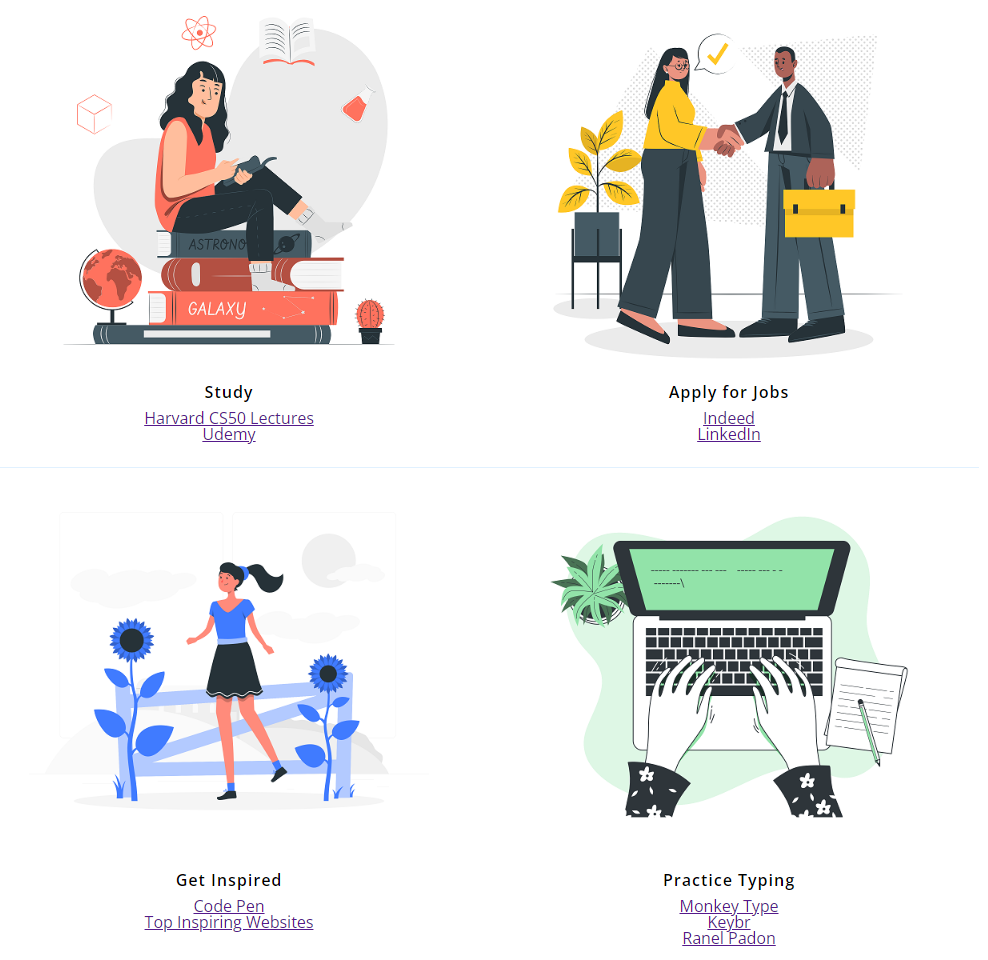 ASTRONO
GALAXY
Study
Harvard CS50 Lectures
Udemy
Apply for Jobs
Indeed
LinkedIn
Get Inspired
Code Pen
Top Inspiring Websites
Practice Typing
Monkey Type
Keybr
Ranel Padon